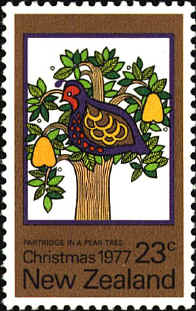 PARTRIDGE IN A PEAR TREE
Christmas 1977 23c
New Zealand